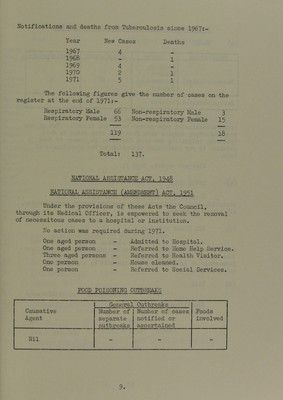 Notifications and deaths from Tuberculosis since 1967:-
Year New Cases Deaths
1967 4 -
1968 - 1
1969 4 -
1970 2 1
1971 5 1
The following figures give the number of cases on the
register at the end of 1971:-
Respiratory Male 66 Non-respiratory Male 3
Respiratory Female 53 Non-respiratory Female 15
119 18
Total: 137.
NATIONAL ASSISTANCE ACT, 1948
NATIONAL ASSISTANCE (AMENDMENT) ACT, 1951
Under the provisions of these Acts the Council,
through its Medical Officer, is empowered to seek the removal
of necessitous cases to a hospital or institution.
No action was required during 1971.
One aged person - Admitted to Hospital.
One aged person - Referred to Home Help Service.
Three aged persons - Referred to Health Visitor.
One person - House cleaned.
One person - Referred to Social Services.
FOOD POISONING OUTBREAKS
General Outbreaks
Causative Number of Number of cases Foods
Agent separate notified or involved
outbreaks ascertained
Nil - - -
9.